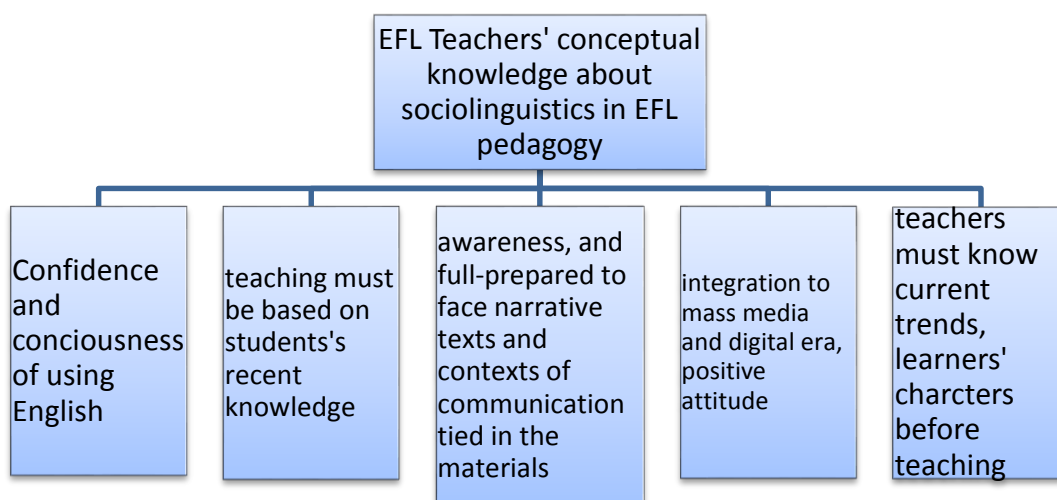 EFL Teachers' conceptual
knowledge about
sociolinguistics in EFL
pedagogy
Confidence
and
conciousness
of using
English
teaching must
be based on
students's
recent
knowledge
awareness, and
full-prepared to
face narrative
texts and
contexts of
communication
tied in the
materials
integration to
mass media
and digital era,
positive
attitude
teachers
must know
current
trends,
learners'
charcters
before
teaching